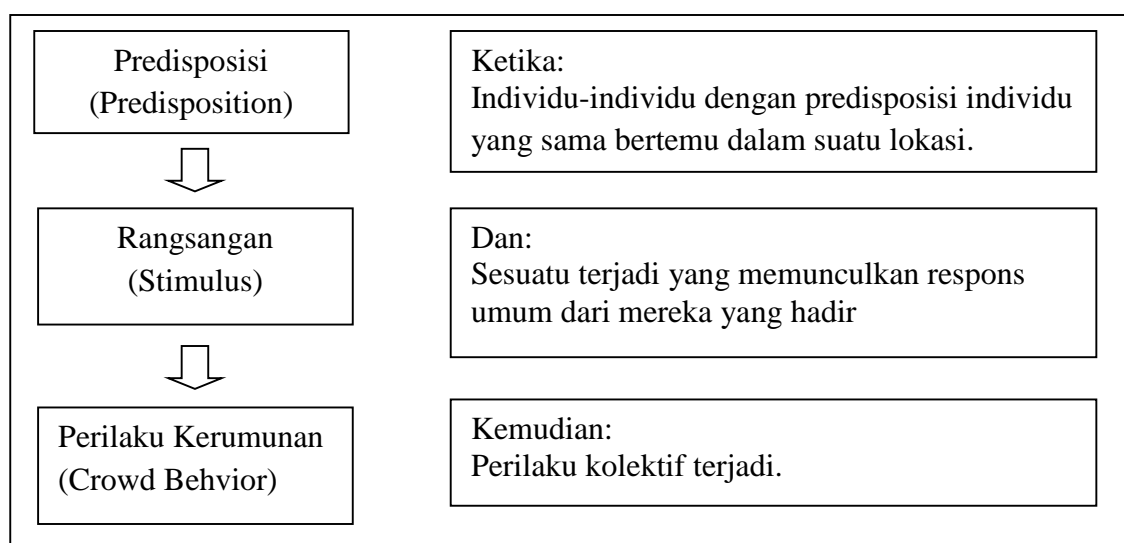 Predisposisi
(Predisposition)
Ketika:
Individu-individu dengan predisposisi individu
yang sama bertemu dalam suatu lokasi.
Rangsangan
(Stimulus)
Dan:
Sesuatu terjadi yang memunculkan respons
umum dari mereka yang hadir
Perilaku Kerumunan
(Crowd Behvior)
Kemudian:
Perilaku kolektif terjadi.